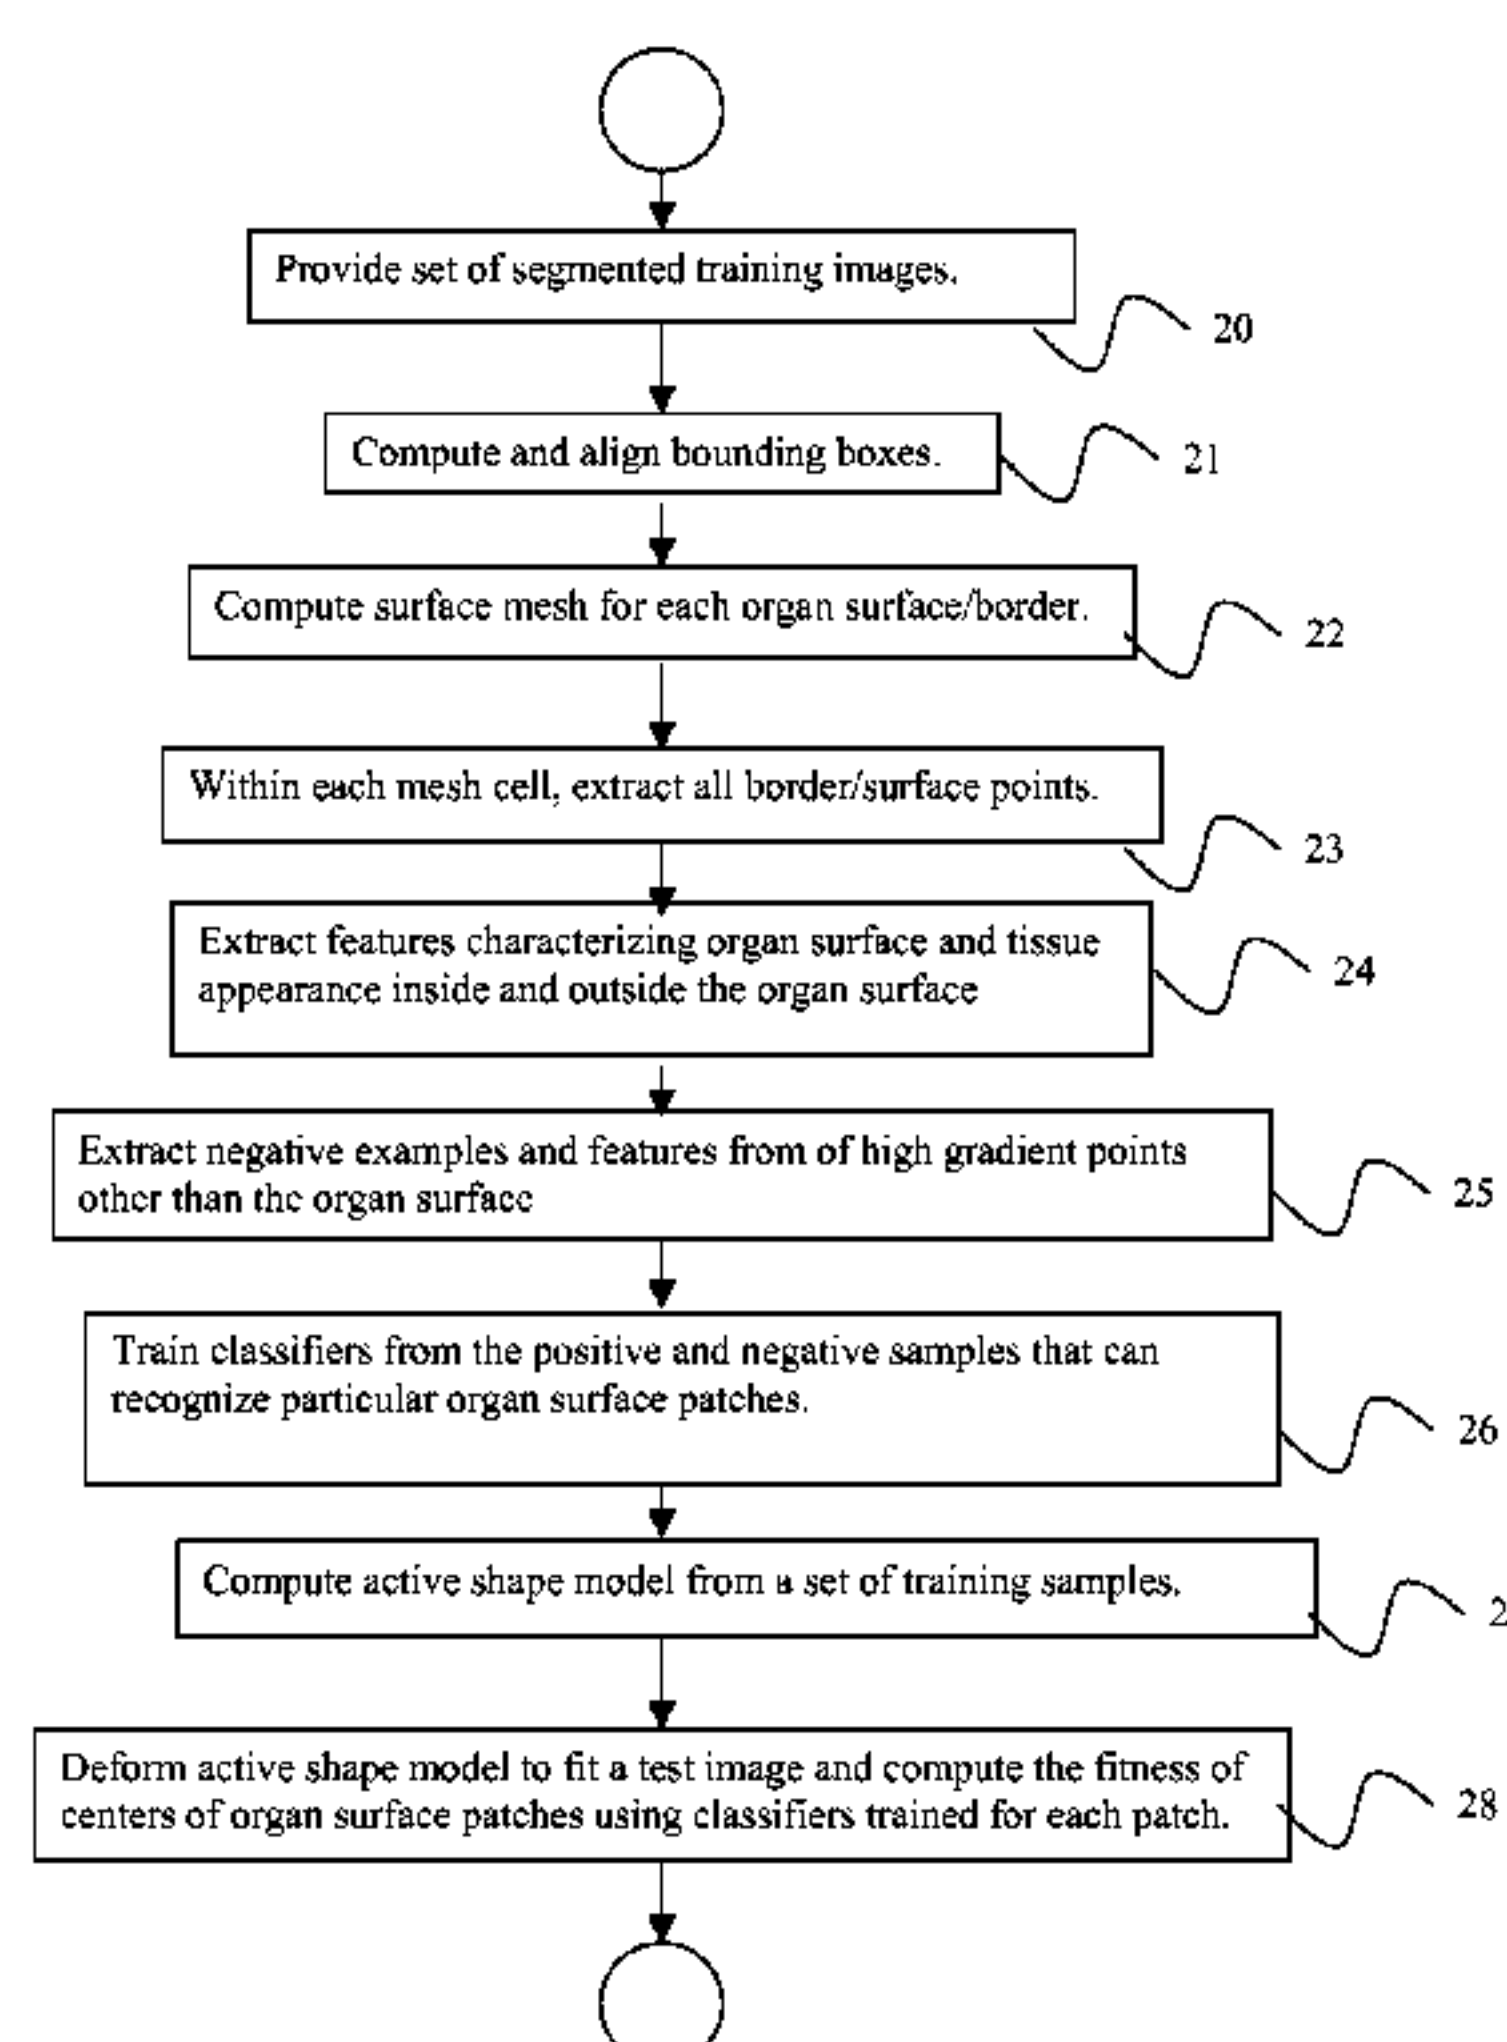 Provide set of segmented training images.
20
Compute and align bounding boxes.
21
Compute surface mesh for each organ surface/border.
22
Within each mesh cell, extract all border/surface points.
23
Extract features characterizing organ surface and tissue
appearance inside and outside the organ surface
24
Extract negative examples and features from of high gradient points
other than the organ surface
25
Train classifiers from the positive and negative samples that can
recognize particular organ surface patches.
26
Compute active shape model from a set of training samples.
2
Deform active shape model to fit a test image and compute the fitness of
centers of organ surface patches using classifiers trained for each patch.
28